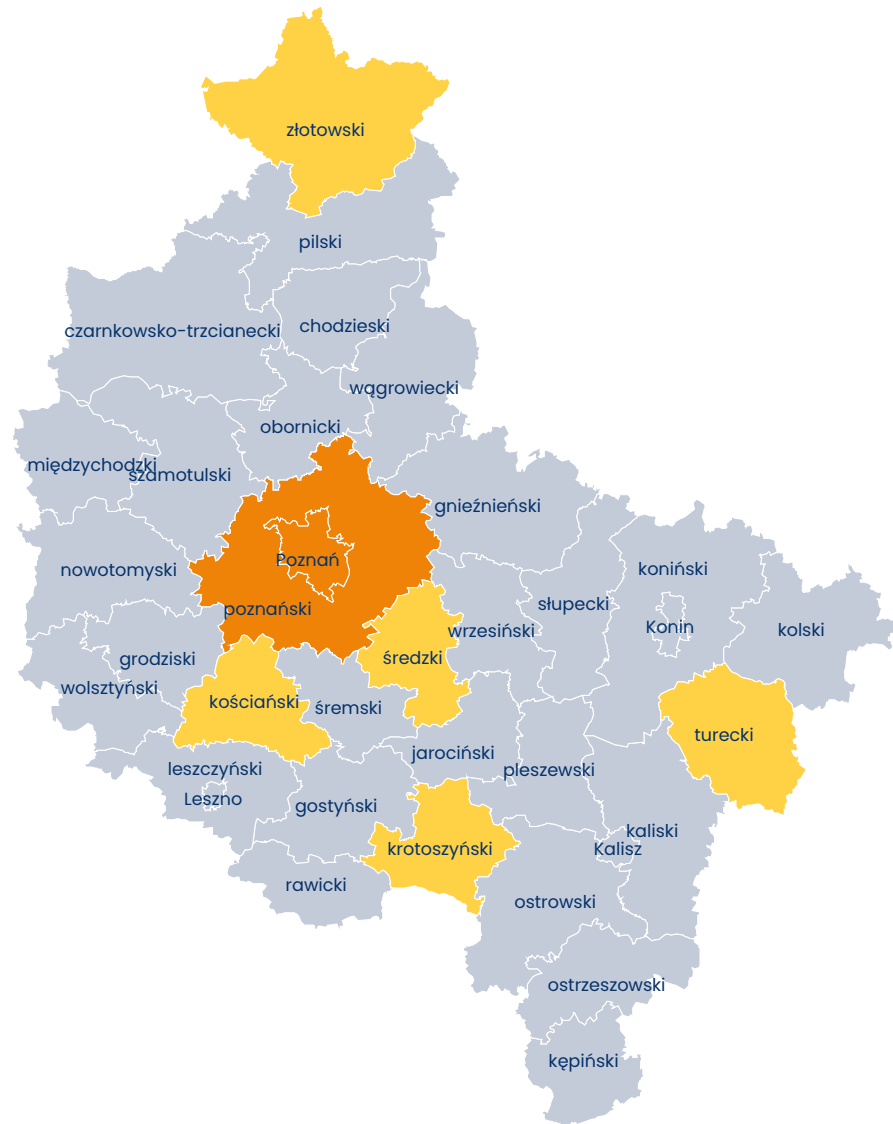 złotowski
pilski
chodzieski
czarnkowsko-trzcianecki
wągrowiecki
obornicki
międzychodzki
szamotulski
gnieźnieński
Poznań
nowotomyski
koniński
słupecki
poznański
Konin
wrzesiński
kolski
średzki
grodziski
wolsztyński
kościański
śremski
turecki
jarociński
leszczyński
pleszewski
Leszno
gostyński
kaliski
krotoszyński
Kalisz
rawicki
ostrowski
ostrzeszowski
kępiński